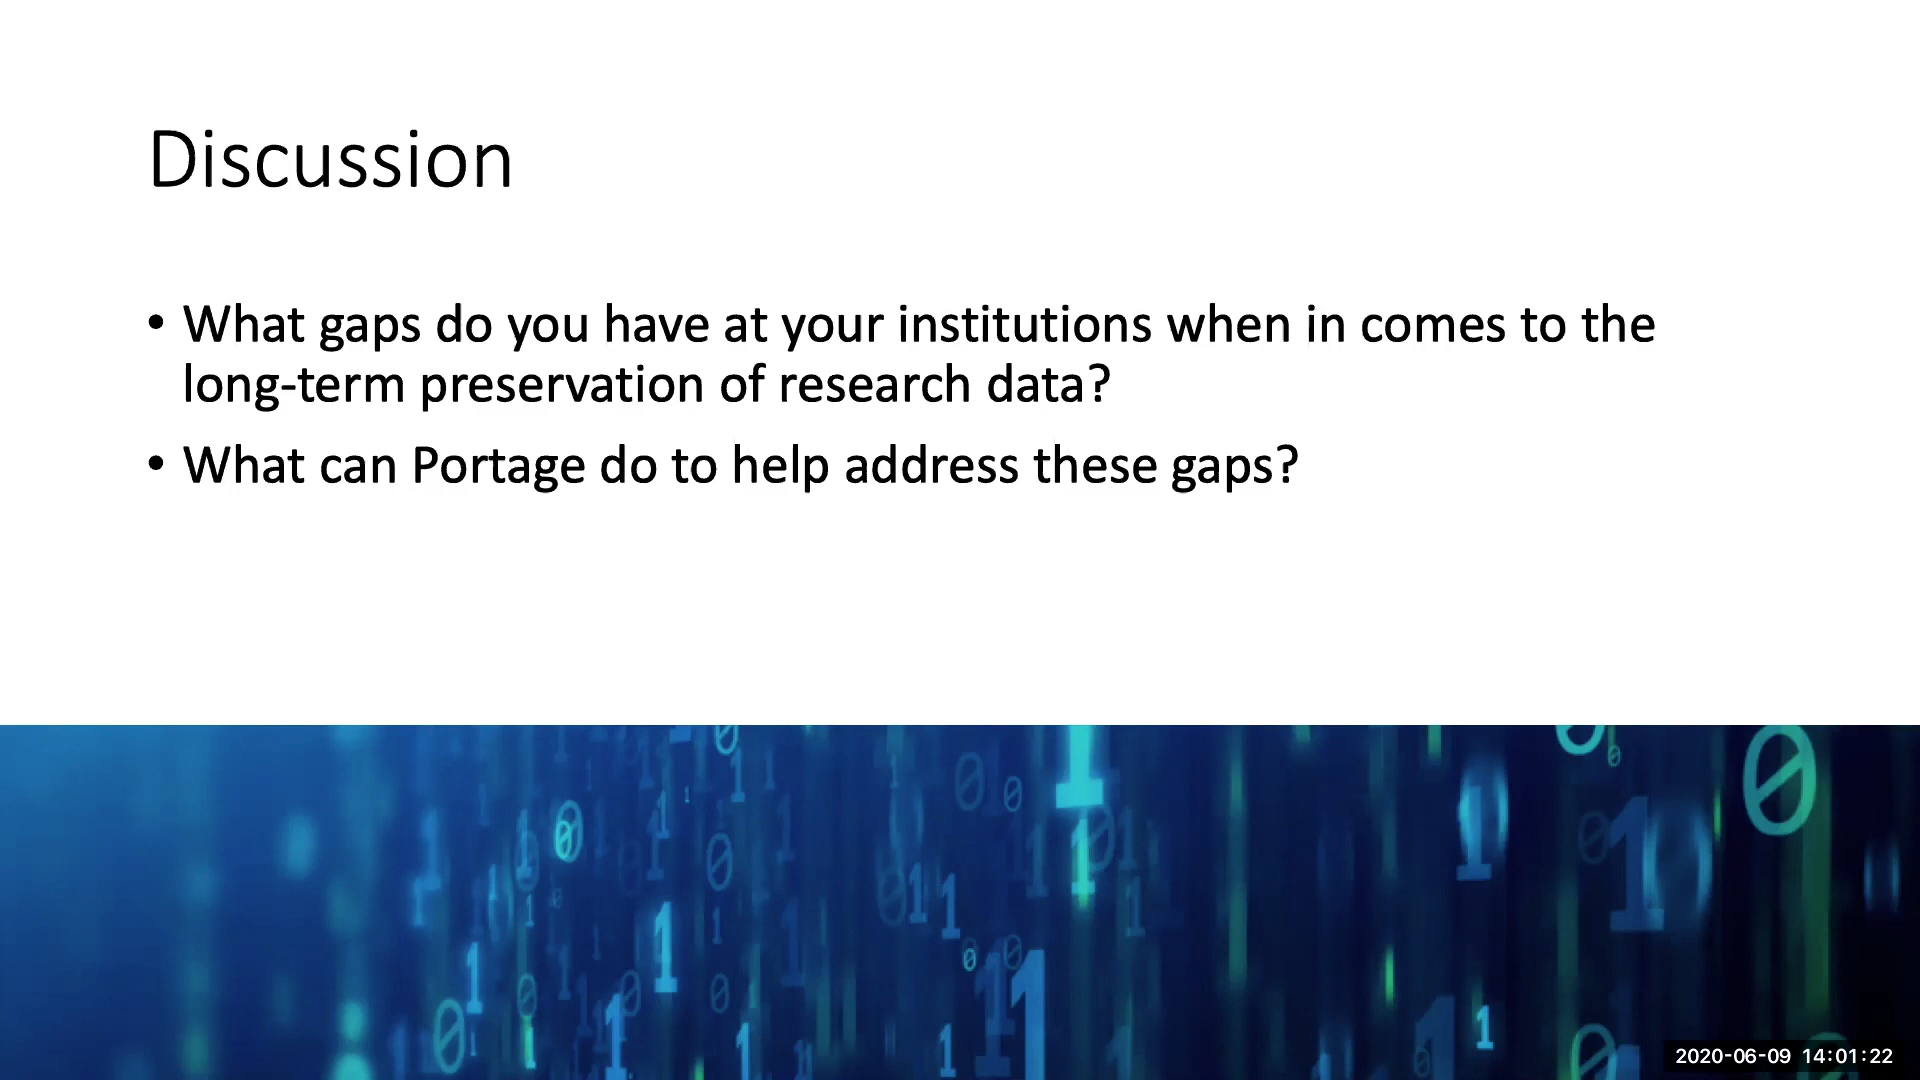 Discussion
• What gaps do you have at your institutions when in comes to the
long-term preservation of research data?
• What can Portage do to help address these gaps?
2020-06-09 14:01:22